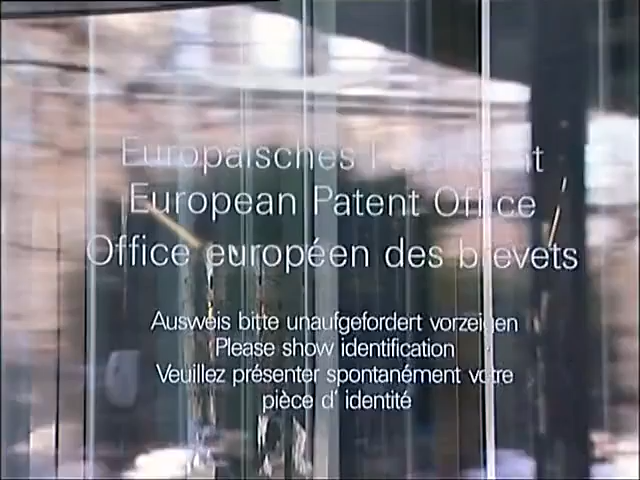 Europäisches Patentamt
European Patent Office
Office européen des brevets
Ausweis bitte unaufgefordert vorzeigen
Please show identification
Veuillez présenter spontanément votre
pièce d' identité